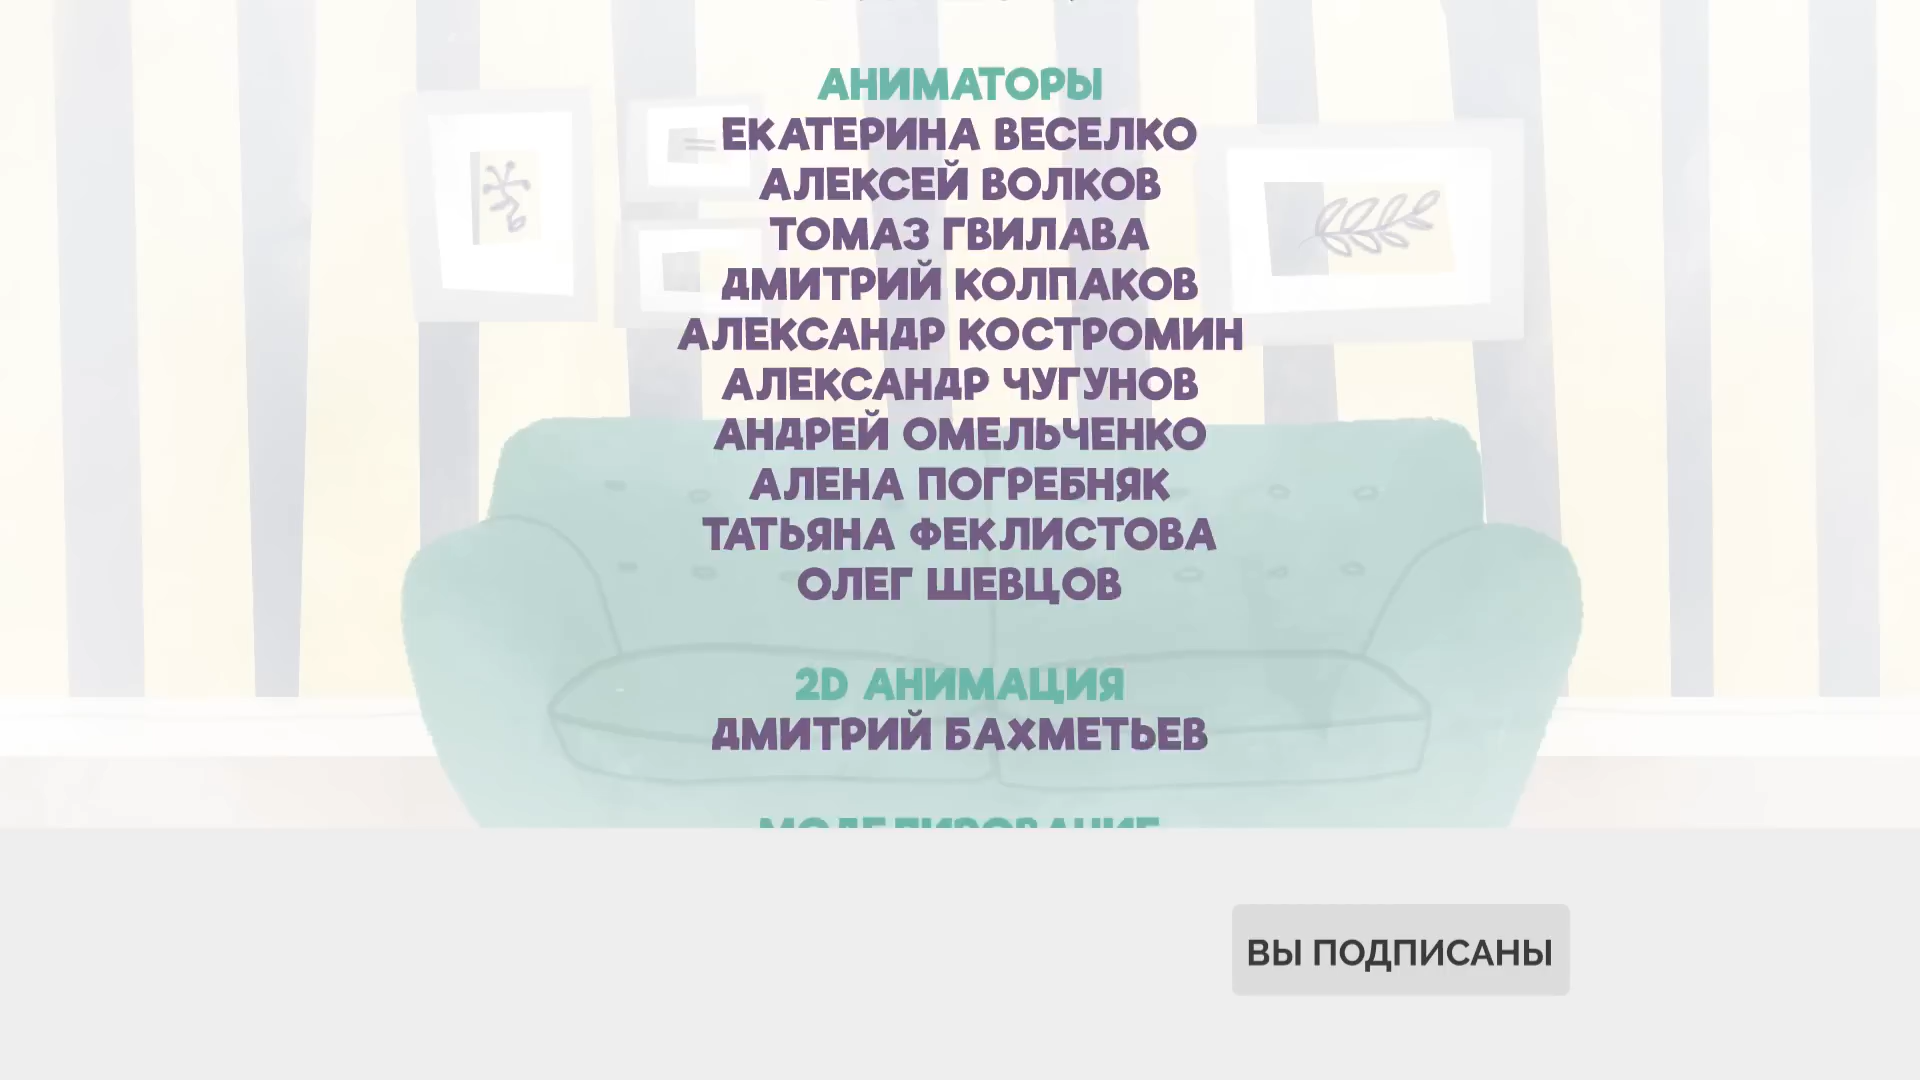 АНИМАТОРЫ
ЕКАТЕРИНА ВЕСЕЛКО
АЛЕКСЕЙ ВОЛКОВ
ТОМАЗ ГВИЛАВА
ДМИТРИЙ КОЛПАКОВ
АЛЕКСАНДР КОСТРОМИН
АЛЕКСАНДР ЧУГУНОВ
АНДРЕЙ ОМЕЛЬЧЕНКО
АЛЕНА ПОГРЕБНЯК
ТАТЬЯНА ФЕКЛИСТОВА
ОЛЕГ ШЕВЦОВ
2D АНИМАЦИЯ
ДМИТРИЙ БАХМЕТЬЕВ
МОДЕЛИРОВАНИЕ
ВЫ ПОДПИСАНЫ